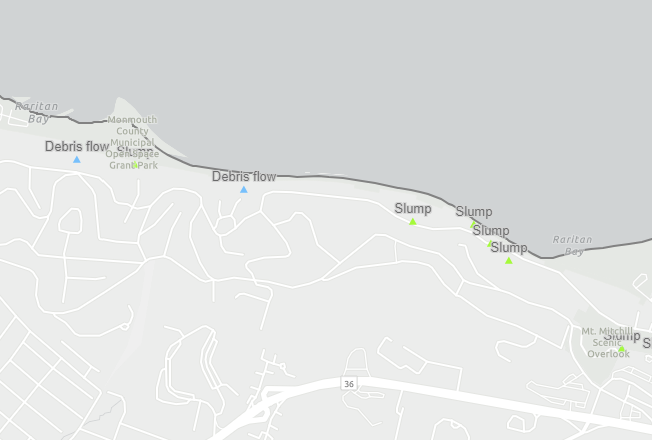 Raritan
Bay
Monmouth
County
Municipal
Open Space
Grant Park
Debris flow
Slump
Debris flow
Slump
Slump
Slump
Slump
Raritan
Bay
Mt. Mitchill
Scenic
Overlook
Slump
36